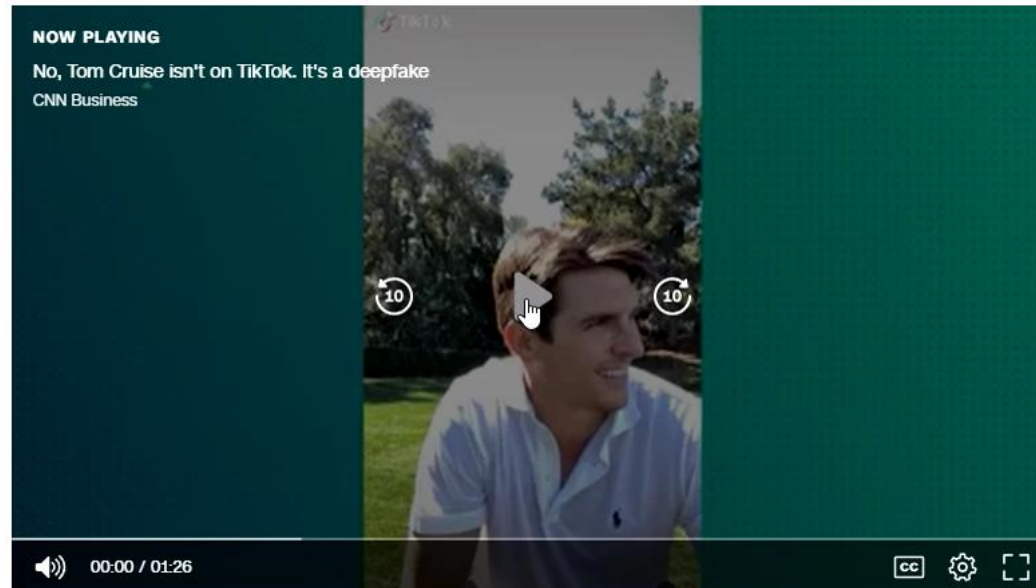 TikTok
NOW PLAYING
No, Tom Cruise isn't on TikTok. It's a deepfake
CNN Business
10
10
00:00 / 01:26
CC